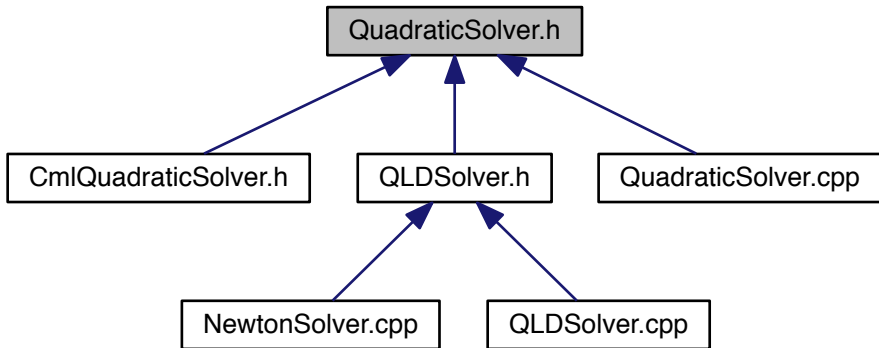 QuadraticSolver.h
CmlQuadraticSolver.h
QLDSolver.h
QuadraticSolver.cpp
NewtonSolver.cpp
QLDSolver.cpp